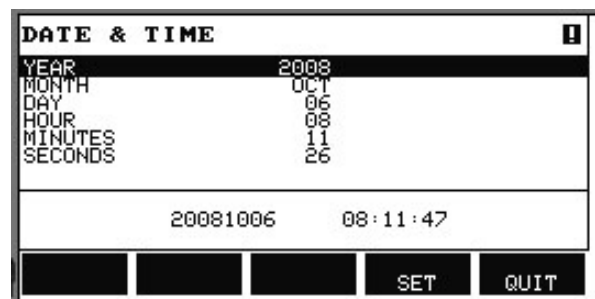 DATE & TIME !
YEAR 2008
MONTH OCT
DAY 06
HOUR 08
MINUTES 11
SECONDS 26
20081006 08:11:47
SET QUIT